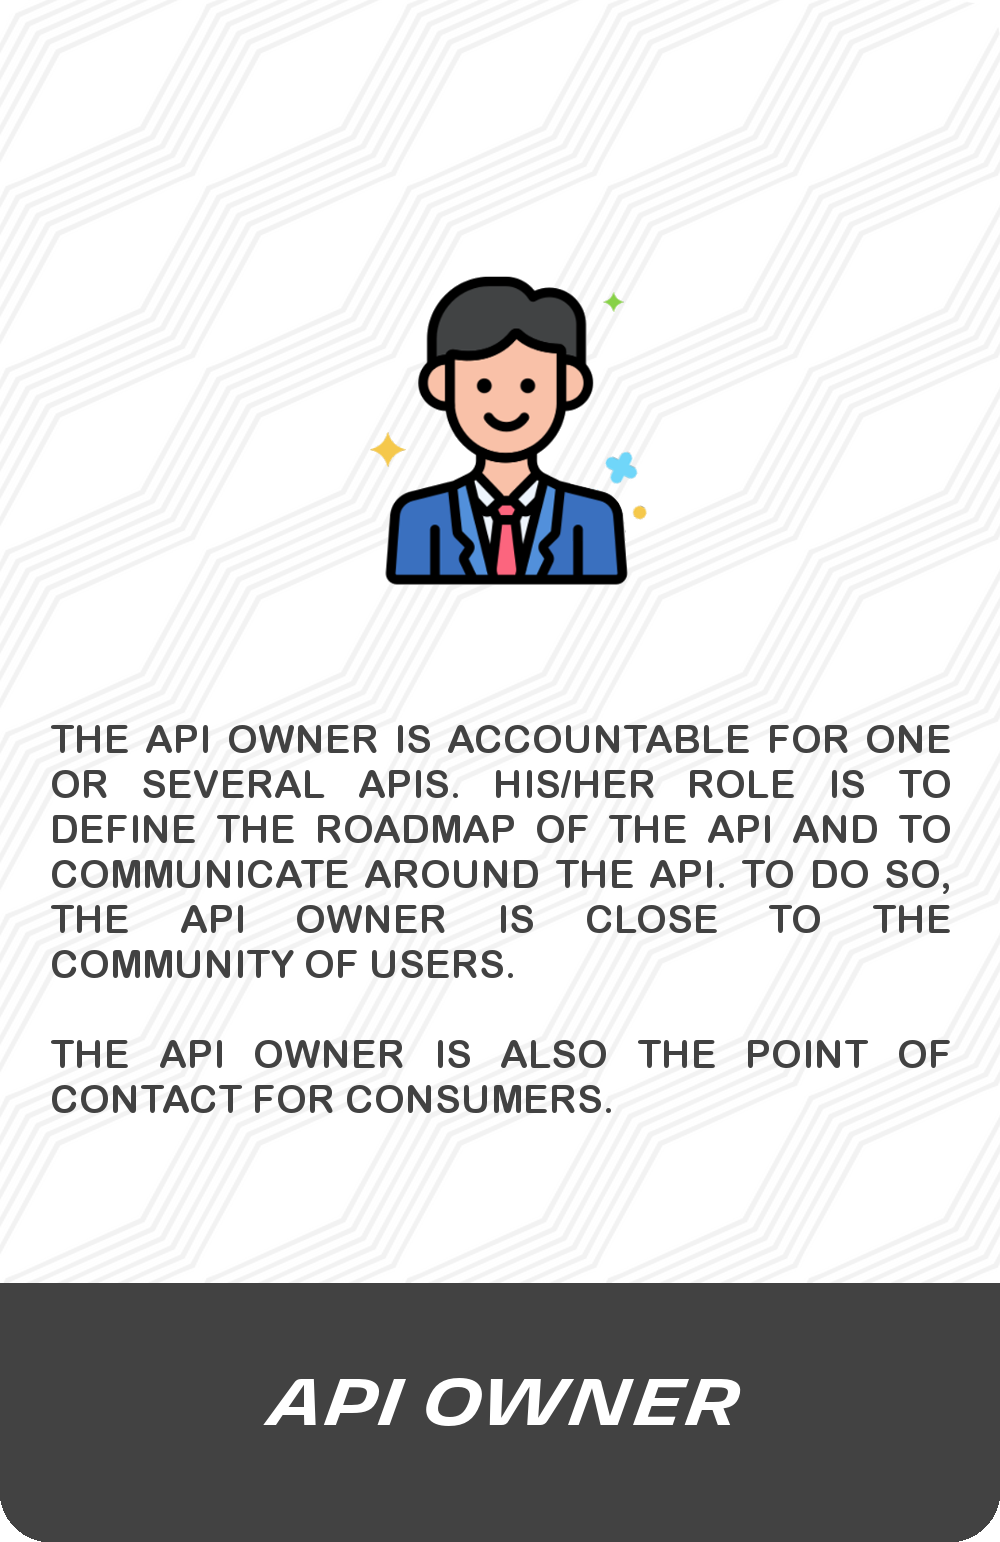 THE API OWNER IS ACCOUNTABLE FOR ONE
OR SEVERAL APIS. HIS/HER ROLE IS TO
DEFINE THE ROADMAP OF THE API AND TO
COMMUNICATE AROUND THE API. TO DO SO,
THE API OWNER IS CLOSE TO THE
COMMUNITY OF USERS.
THE API OWNER IS ALSO THE POINT OF
CONTACT FOR CONSUMERS.
API OWNER